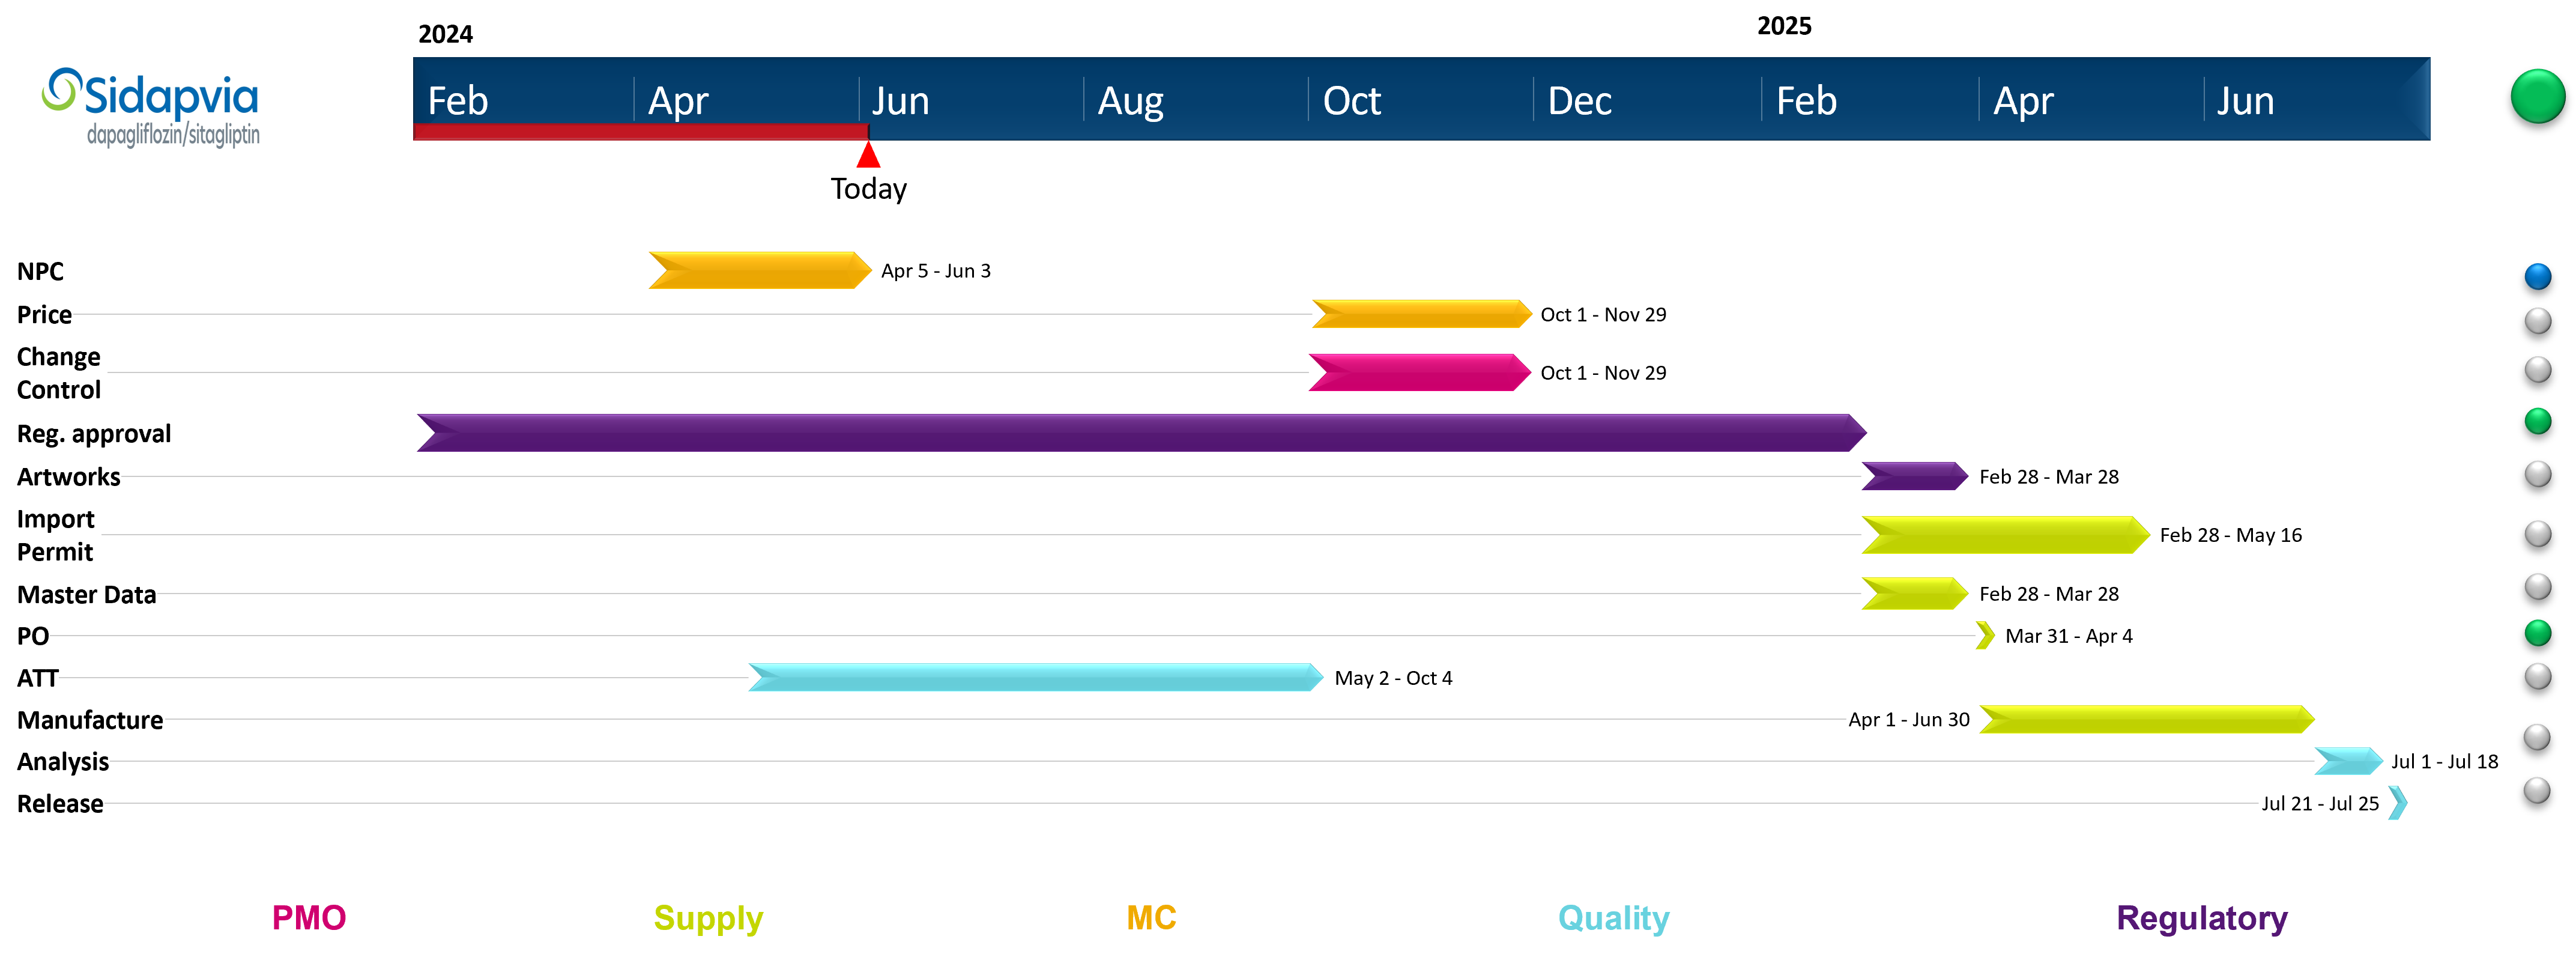 2024
2025
Sidapvia
dapagliflozin/sitagliptin
Feb Apr Jun Aug Oct Dec Feb Apr Jun
Today
NPC Apr 5 - Jun 3
Price Oct 1 - Nov 29
Change
Control Oct 1 - Nov 29
Reg. approval
Artworks Feb 28 - Mar 28
Import
Permit Feb 28 - May 16
Master Data Feb 28 - Mar 28
PO Mar 31 - Apr 4
ATT May 2 - Oct 4
Manufacture Apr 1 - Jun 30
Analysis Jul 1 - Jul 18
Release Jul 21 - Jul 25
PMO Supply MC Quality Regulatory